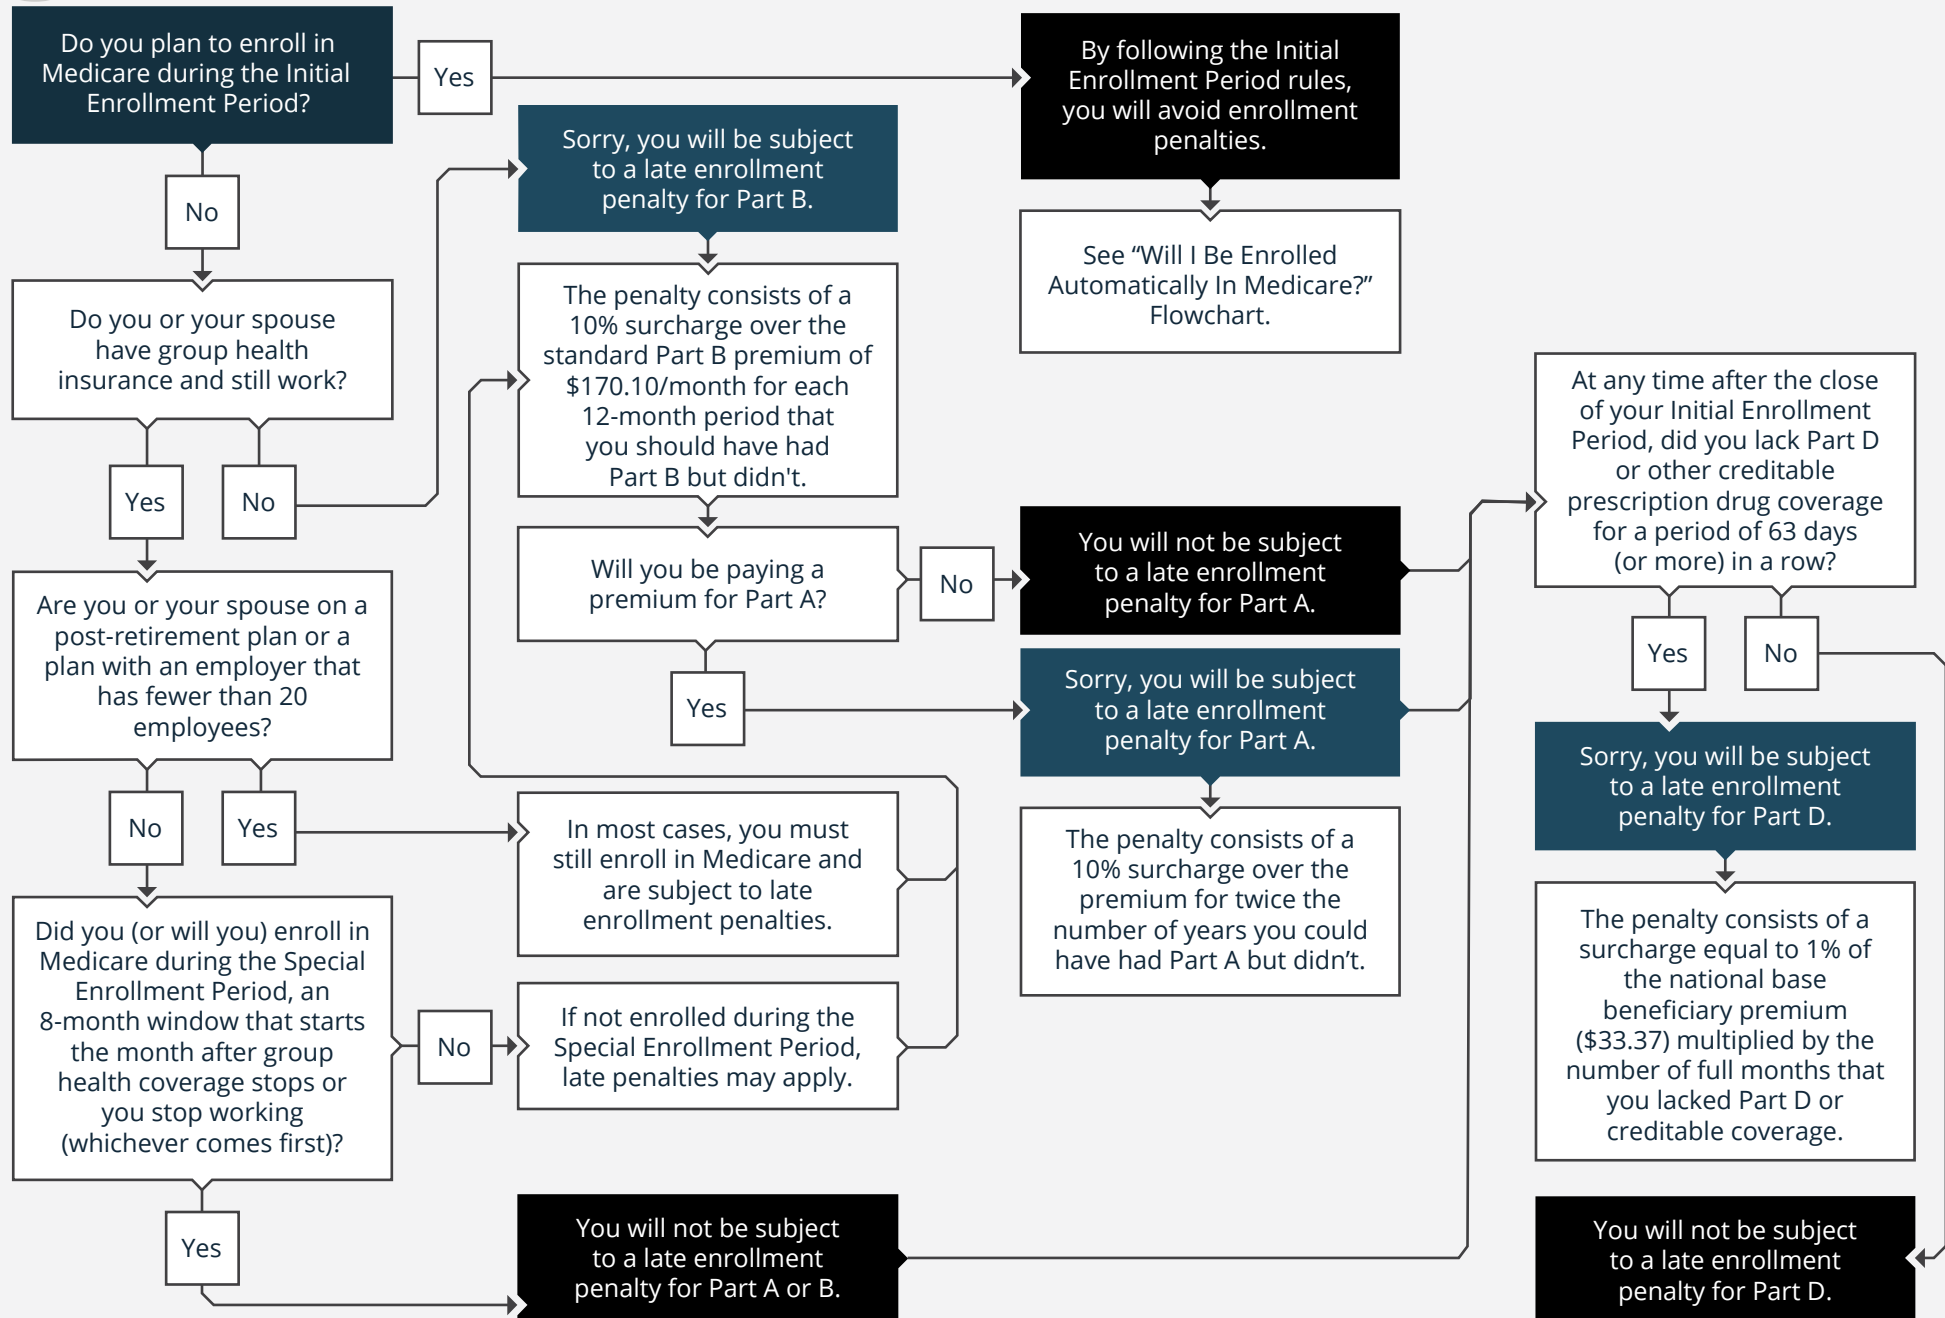 Do you plan to enroll in
Medicare during the Initial
Enrollment Period?
Yes
By following the Initial
Enrollment Period rules,
you will avoid enrollment
penalties.
See “Will I Be Enrolled
Automatically In Medicare?”
Flowchart.
No
Do you or your spouse
have group health
insurance and still work?
Yes
No
Sorry, you will be subject
to a late enrollment
penalty for Part B.
The penalty consists of a
10% surcharge over the
standard Part B premium of
$170.10/month for each
12-month period that
you should have had
Part B but didn't.
Will you be paying a
premium for Part A?
No
You will not be subject
to a late enrollment
penalty for Part A.
Yes
Sorry, you will be subject
to a late enrollment
penalty for Part A.
The penalty consists of a
10% surcharge over the
premium for twice the
number of years you could
have had Part A but didn’t.
Are you or your spouse on a
post-retirement plan or a
plan with an employer that
has fewer than 20
employees?
No
Yes
In most cases, you must
still enroll in Medicare and
are subject to late
enrollment penalties.
Did you (or will you) enroll in
Medicare during the Special
Enrollment Period, an
8-month window that starts
the month after group
health coverage stops or
you stop working
(whichever comes first)?
No
If not enrolled during the
Special Enrollment Period,
late penalties may apply.
Yes
You will not be subject
to a late enrollment
penalty for Part A or B.
At any time after the close
of your Initial Enrollment
Period, did you lack Part D
or other creditable
prescription drug coverage
for a period of 63 days
(or more) in a row?
Yes
No
Sorry, you will be subject
to a late enrollment
penalty for Part D.
The penalty consists of a
surcharge equal to 1% of
the national base
beneficiary premium
($33.37) multiplied by the
number of full months that
you lacked Part D or
creditable coverage.
You will not be subject
to a late enrollment
penalty for Part D.